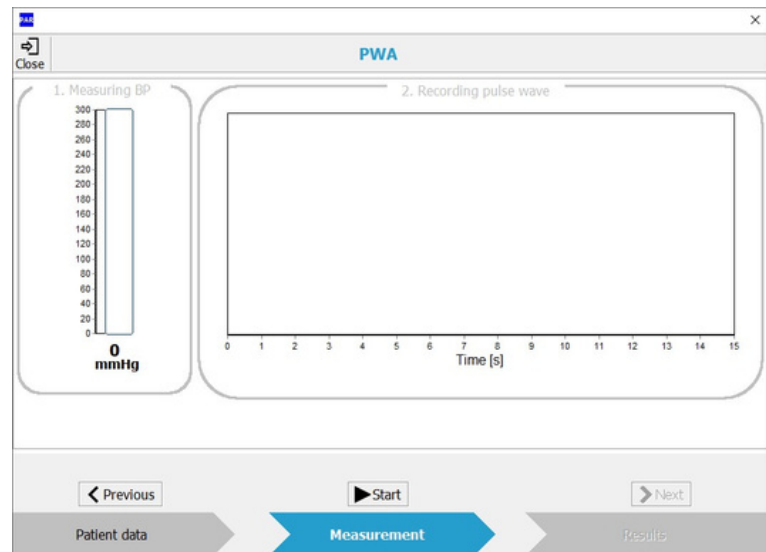 PAR
Close
PWA
1. Measuring BP
300
280
260
240
220
200
180
160
140
120
100
80
60
40
20
0
0
mmHg
2. Recording pulse wave
0 1 2 3 4 5 6 7 8 9 10 11 12 13 14 15
Time [s]
Previous
Start
Next
Patient data
Measurement
Results